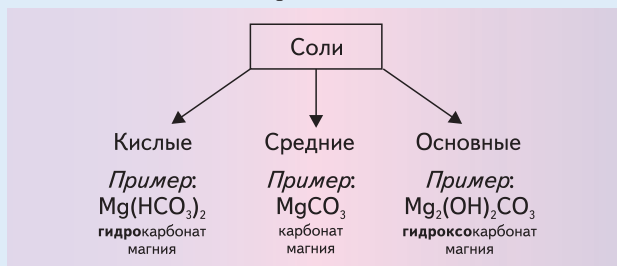 Соли
Кислые
Пример:
Mg(HCO₃)₂
гидрокарбонат
магния
Средние
Пример:
MgCO₃
карбонат
магния
Основные
Пример:
Mg₂(OH)₂CO₃
гидроксокарбонат
магния